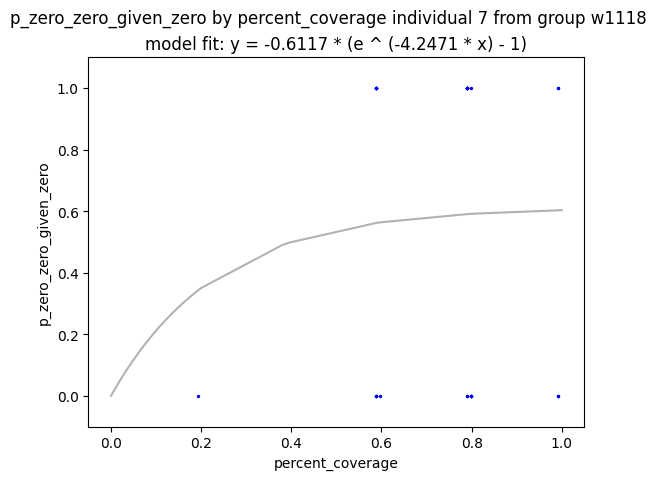 p_zero_zero_given_zero by percent_coverage individual 7 from group w1118
model fit: y = -0.6117 * (e ^ (-4.2471 * x) - 1)
1.0
0.8
0.6
0.4
0.2
0.0
p_zero_zero_given_zero
0.0 0.2 0.4 0.6 0.8 1.0
percent_coverage